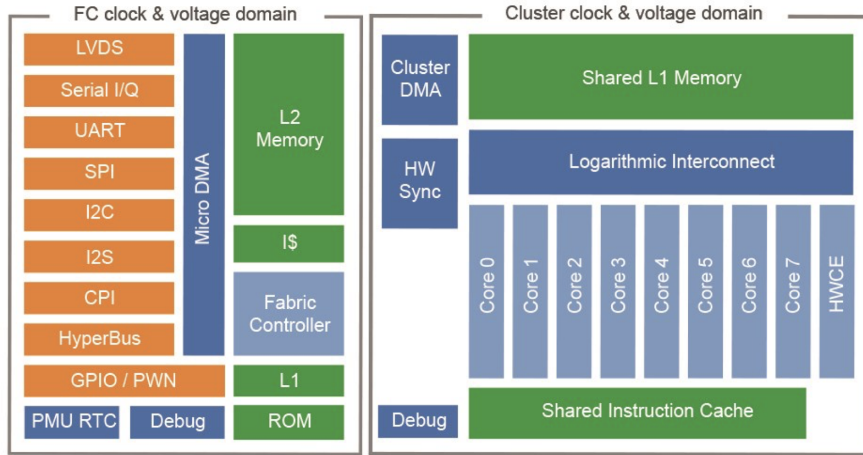 FC clock & voltage domain
LVDS
Serial I/Q
UART
SPI
I2C
I2S
CPI
HyperBus
GPIO / PWN
PMU RTC
Debug
Micro DMA
L2
Memory
I$
Fabric
Controller
L1
ROM
Cluster clock & voltage domain
Cluster
DMA
HW
Sync
Debug
Shared L1 Memory
Logarithmic Interconnect
Core 0
Core 1
Core 2
Core 3
Core 4
Core 5
Core 6
Core 7
HWCE
Shared Instruction Cache